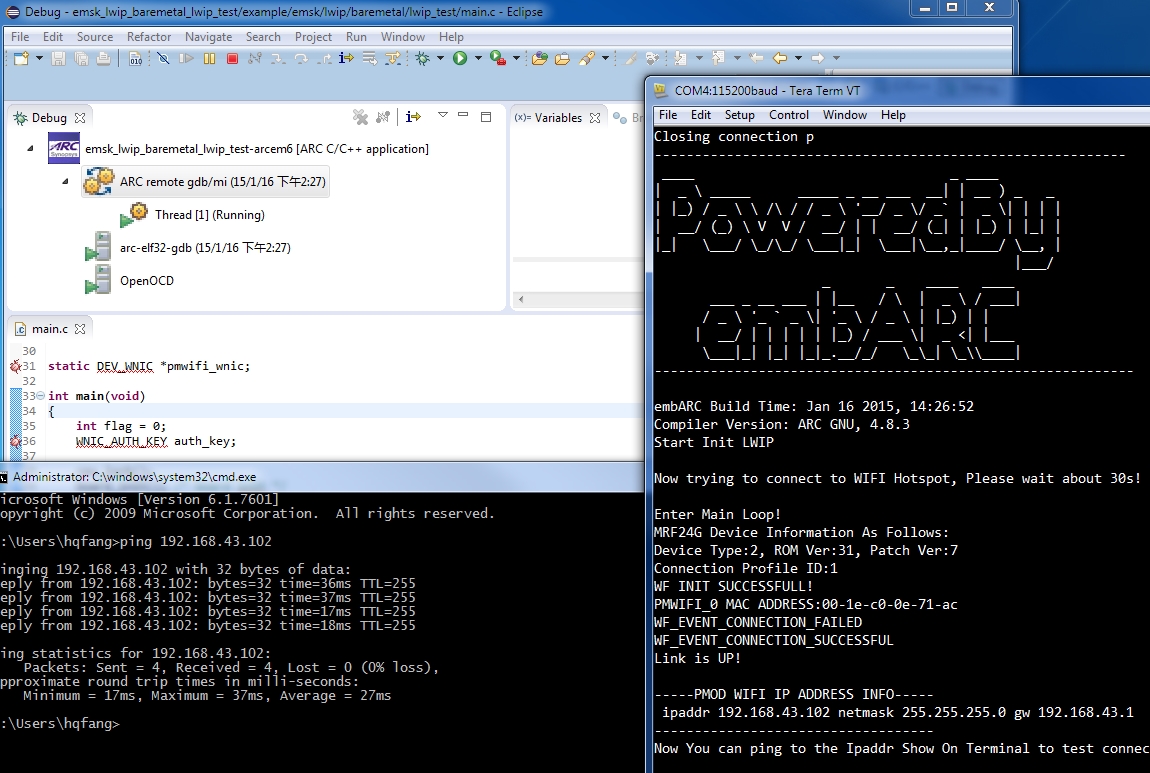 Debug - emsk_lwip_baremetal_lwip_test/example/emsk/lwip/baremetal/lwip_test/main.c - Eclipse
File Edit Source Refactor Navigate Search Project Run Window Help
Debug
emsk_lwip_baremetal_lwip_test-arcem6 [ARC C/C++ application]
ARC
Synopsys
ARC remote gdb/mi (15/1/16 下午2:27)
Thread [1] (Running)
arc-elf32-gdb (15/1/16 下午2:27)
OpenOCD
(x)= Variables
Br
main.c
30
31 static DEV_WNIC *pmwifi_wnic;
32
33 int main(void)
34 {
35 int flag = 0;
36 WNIC_AUTH_KEY auth_key;
37
Administrator: C:\windows\system32\cmd.exe
icrosoft Windows [Version 6.1.7601]
opyright (c) 2009 Microsoft Corporation. All rights reserved.
:\Users\hqfang>ping 192.168.43.102
inging 192.168.43.102 with 32 bytes of data:
eply from 192.168.43.102: bytes=32 time=36ms TTL=255
eply from 192.168.43.102: bytes=32 time=37ms TTL=255
eply from 192.168.43.102: bytes=32 time=17ms TTL=255
eply from 192.168.43.102: bytes=32 time=18ms TTL=255
ing statistics for 192.168.43.102:
Packets: Sent = 4, Received = 4, Lost = 0 (0% loss),
pproximate round trip times in milli-seconds:
Minimum = 17ms, Maximum = 37ms, Average = 27ms
:\Users\hqfang>
COM4:115200baud - Tera Term VT
File Edit Setup Control Window Help
Closing connection p
------------------------------------------------------------
PoweredBy
embARC
-------------------------------------------------------------
embARC Build Time: Jan 16 2015, 14:26:52
Compiler Version: ARC GNU, 4.8.3
Start Init LWIP
Now trying to connect to WIFI Hotspot, Please wait about 30s!
Enter Main Loop!
MRF24G Device Information As Follows:
Device Type:2, ROM Ver:31, Patch Ver:7
Connection Profile ID:1
WF INIT SUCCESSFULL!
PMWIFI_0 MAC ADDRESS:00-1e-c0-0e-71-ac
WF_EVENT_CONNECTION_FAILED
WF_EVENT_CONNECTION_SUCCESSFUL
Link is UP!
-----PMOD WIFI IP ADDRESS INFO-----
ipaddr 192.168.43.102 netmask 255.255.255.0 gw 192.168.43.1
-----------------------------------
Now You can ping to the Ipaddr Show On Terminal to test connec